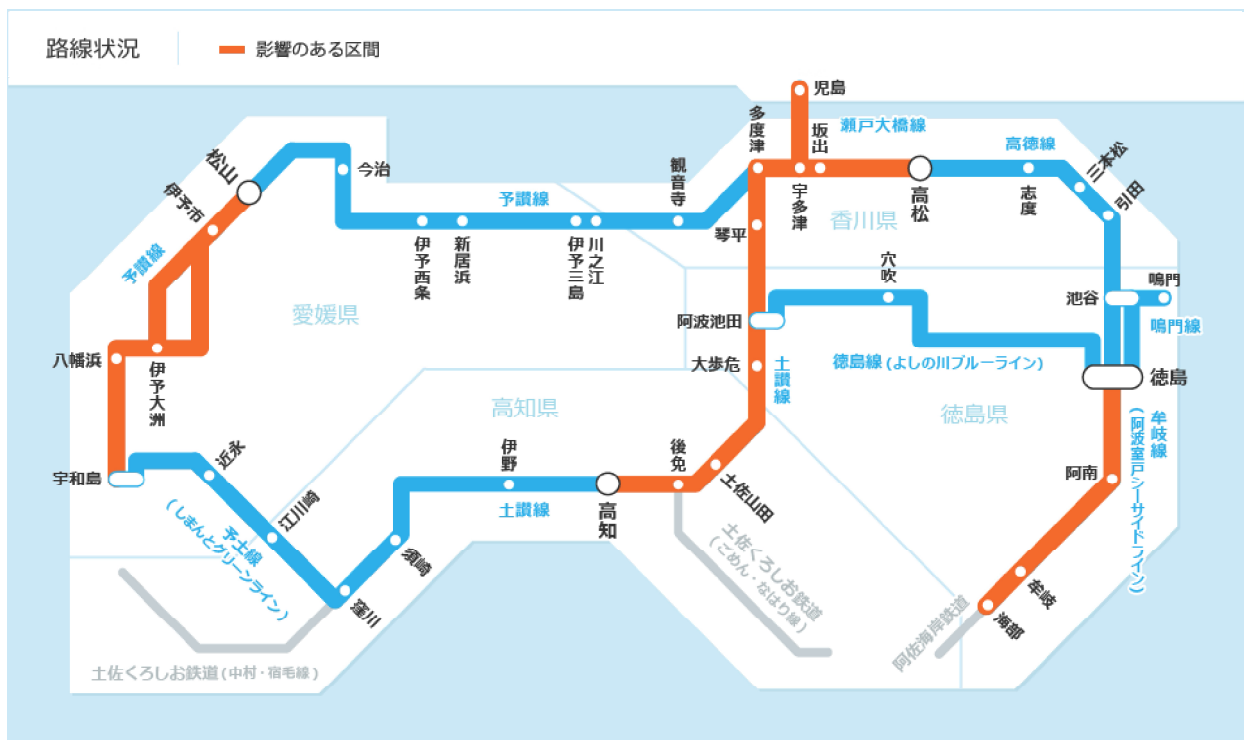 路線状況
影響のある区間
児島
多度津
坂出
瀬戸大橋線
高徳線
三本松
引田
志度
高松
宇多津
香川県
観音寺
琴平
予讃線
今治
松山
伊予市
予讃線
伊予西条
新居浜
伊予三島
川之江
愛媛県
穴吹
池谷
鳴門
鳴門線
阿波池田
大歩危
土讃線
徳島線(よしの川ブルーライン)
徳島
八幡浜
伊予大洲
高知県
徳島県
牟岐線
(阿波室戸シーサイドライン)
宇和島
近永
江川崎
予土線
(しまんとグリーンライン)
伊野
後免
土佐山田
阿南
土讃線
高知
須崎
窪川
土佐くろしお鉄道
(ごめん・なはり線)
牟岐
海部
阿佐海岸鉄道
土佐くろしお鉄道(中村・宿毛線)